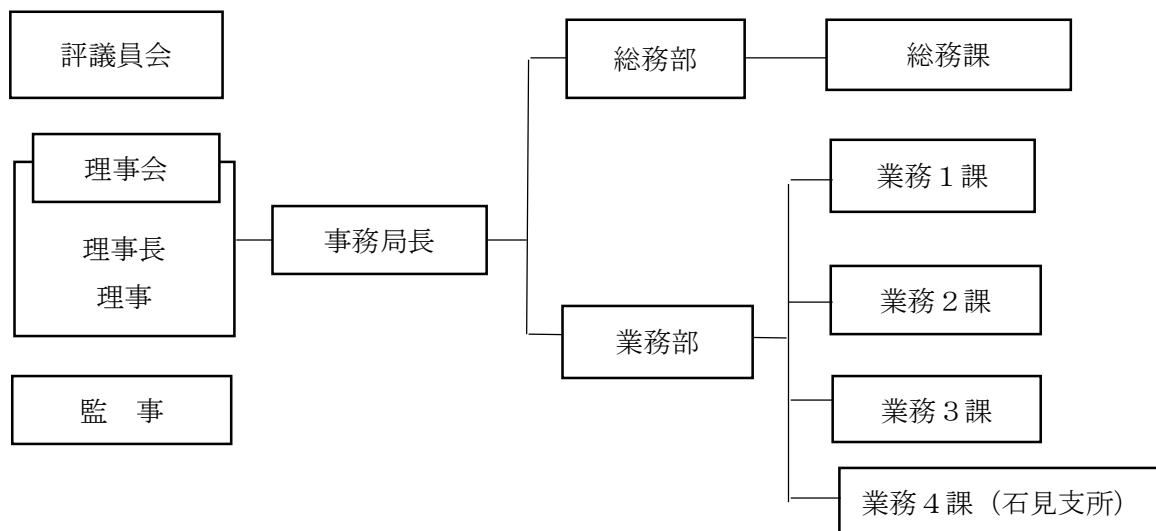 評議員会
理事会
理事長
理事
監　事
事務局長
総務部
総務課
業務部
業務１課
業務２課
業務３課
業務４課（石見支所）